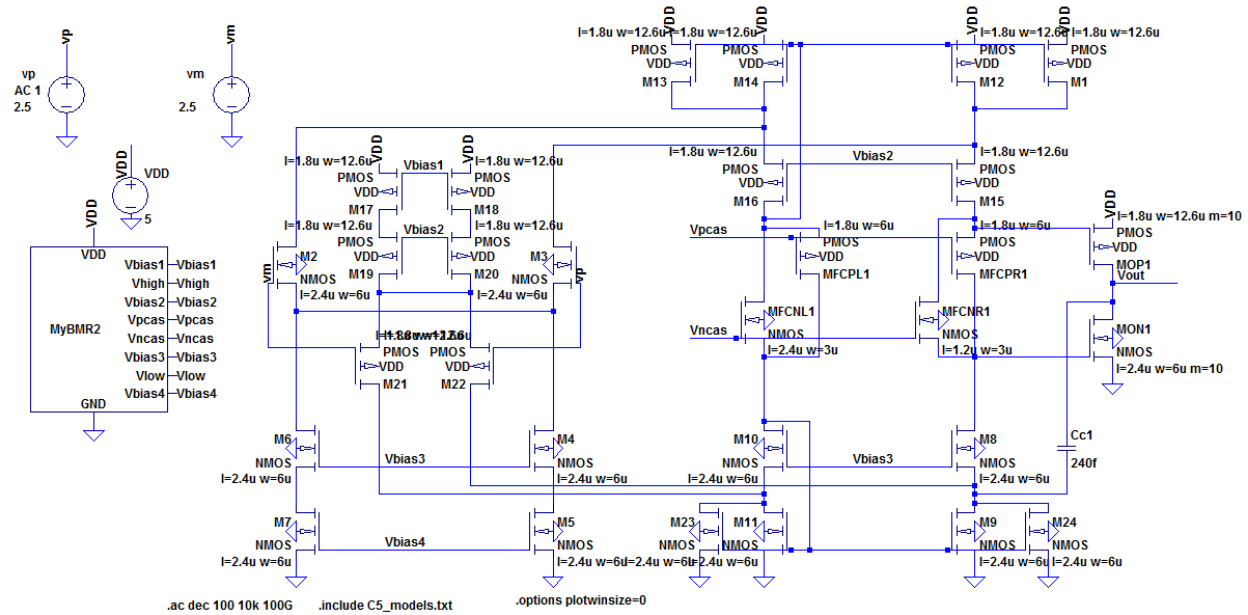 vp
vp
AC 1
2.5
vm
vm
2.5
VDD
VDD
5
VDD
VDD
MyBMR2
GND
Vbias1
Vhigh
Vbias2
Vpcas
Vncas
Vbias3
Vlow
Vbias4
Vbias1
Vhigh
Vbias2
Vpcas
Vncas
Vbias3
Vlow
Vbias4
VDD
l=1.8u w=12.6u
PMOS
VDD
M13
VDD
l=1.8u w=12.6u
PMOS
VDD
M14
VDD
l=1.8u w=12.6u
PMOS
VDD
M12
VDD
l=1.8u w=12.6u
PMOS
VDD
M1
VDD
l=1.8u w=12.6u
PMOS
VDD
M17
Vbias1
VDD
l=1.8u w=12.6u
PMOS
VDD
M18
l=1.8u w=12.6u
PMOS
VDD
M16
Vbias2
l=1.8u w=12.6u
PMOS
VDD
M15
vm
M2
NMOS
l=2.4u w=6u
l=1.8u w=12.6u
PMOS
VDD
M19
Vbias2
l=1.8u w=12.6u
PMOS
VDD
M20
M3
vp
NMOS
l=2.4u w=6u
Vpcas
l=1.8u w=6u
PMOS
VDD
MFCPL1
l=1.8u w=6u
PMOS
VDD
MFCPR1
VDD
l=1.8u w=12.6u m=10
PMOS
VDD
MOP1
Vout
Vncas
MFCNL1
NMOS
l=2.4u w=3u
MFCNR1
NMOS
l=1.2u w=3u
MON1
NMOS
l=2.4u w=6u m=10
l=1.8u w=12.6u
PMOS
VDD
M21
l=1.8u w=12.6u
PMOS
VDD
M22
M6
NMOS
l=2.4u w=6u
Vbias3
M4
NMOS
l=2.4u w=6u
M10
NMOS
l=2.4u w=6u
Vbias3
M8
NMOS
l=2.4u w=6u
Cc1
240f
M7
NMOS
l=2.4u w=6u
Vbias4
M5
NMOS
l=2.4u w=6u
M23
NMOS
l=2.4u w=6u
M11
NMOS
l=2.4u w=6u
M9
NMOS
l=2.4u w=6u
M24
NMOS
l=2.4u w=6u
.ac dec 100 10k 100G
.include C5_models.txt
.options plotwinsize=0